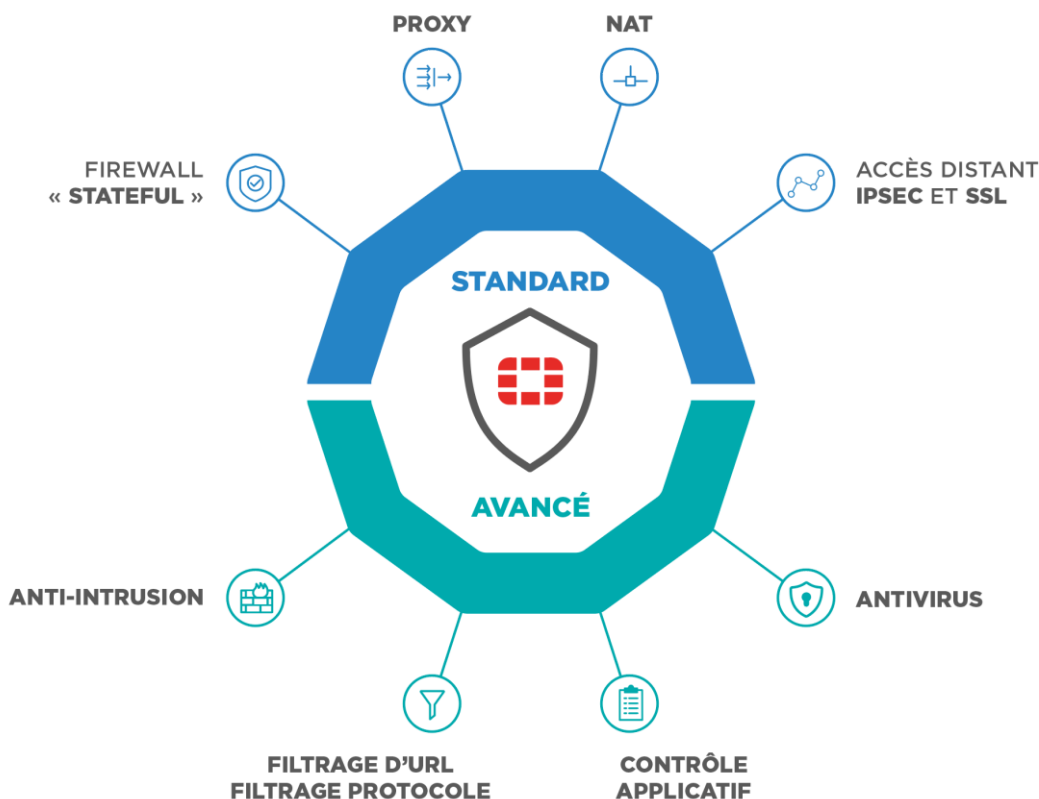 PROXY
NAT
FIREWALL
« STATEFUL »
ACCÈS DISTANT
IPSEC ET SSL
STANDARD
AVANCÉ
ANTI-INTRUSION
ANTIVIRUS
FILTRAGE D’URL
FILTRAGE PROTOCOLE
CONTRÔLE
APPLICATIF